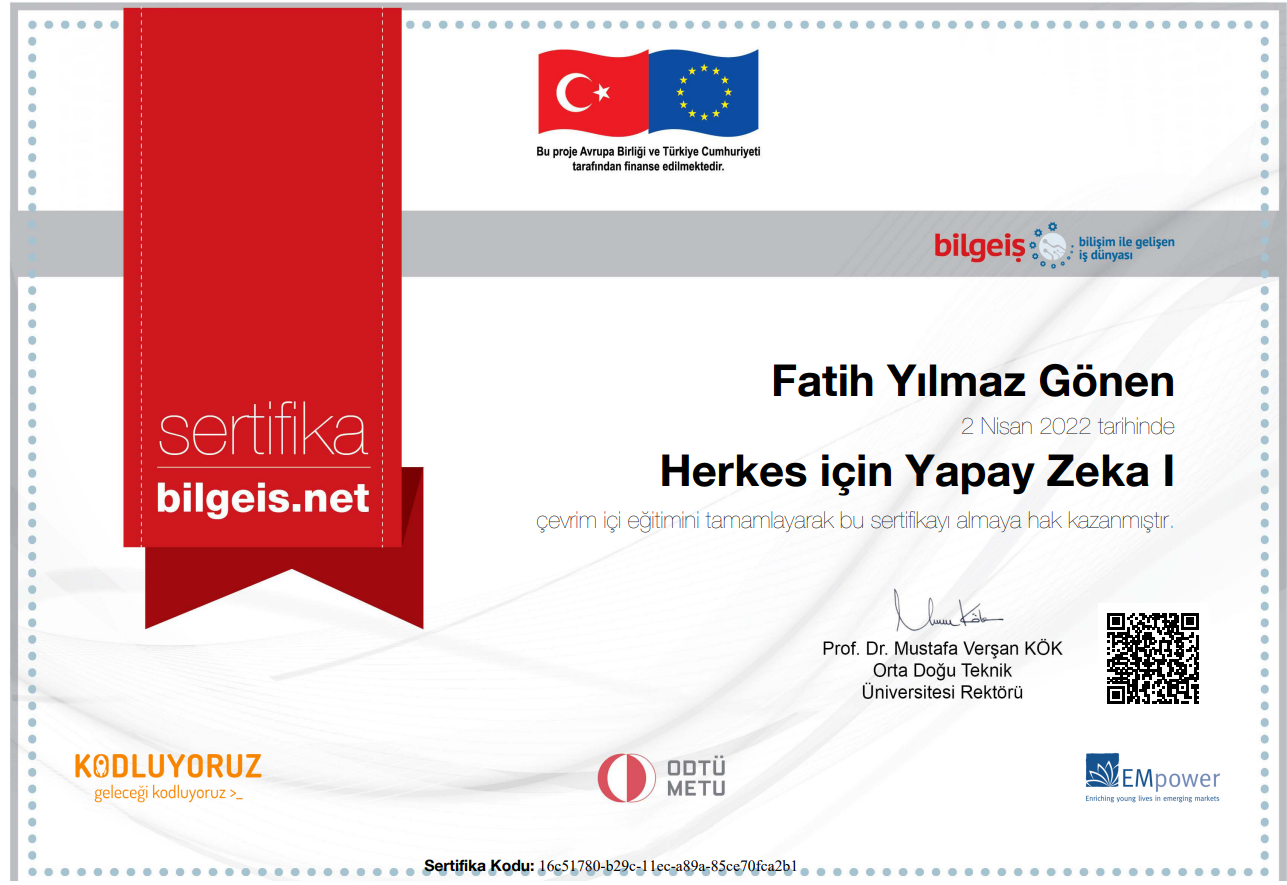 Bu proje Avrupa Birliği ve Türkiye Cumhuriyeti
tarafından finanse edilmektedir.
bilgeiş
bilişim ile gelişen
iş dünyası
sertifika
bilgeis.net
Fatih Yılmaz Gönen
2 Nisan 2022 tarihinde
Herkes için Yapay Zeka I
çevrim içi eğitimini tamamlayarak bu sertifikayı almaya hak kazanmıştır.
Prof. Dr. Mustafa Verşan KÖK
Orta Doğu Teknik
Üniversitesi Rektörü
KODLUYORUZ
geleceği kodluyoruz >_
ODTÜ
METU
EMpower
Enriching young lives in emerging markets
Sertifika Kodu: 16c51780-b29c-11ec-a89a-85ce70fca2b1